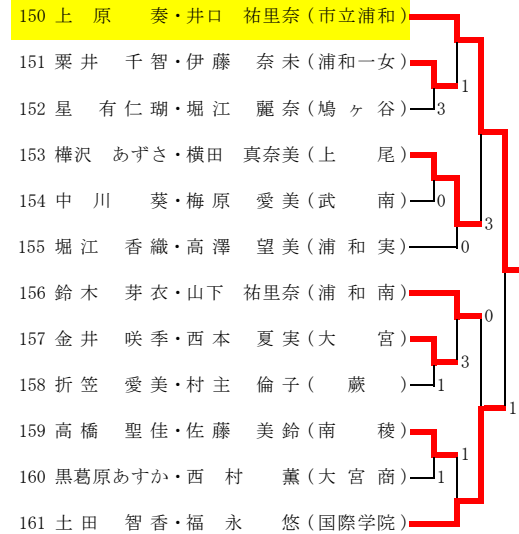 150 上 原 奏・井口 祐里奈 (市立浦和)
151 栗井 千智・伊藤 奈未 (浦和一女)
1
152 星 有仁瑚・堀江 麗奈 (鳩ヶ谷)
3
153 樺沢 あずさ・横田 真奈美 (上 尾)
154 中 川 葵・梅原 愛美 (武 南)
0
3
155 堀江 香織・高澤 望美 (浦和実)
0
156 鈴木 芽衣・山下 祐里奈 (浦和南)
0
157 金井 咲季・西本 夏実 (大 宮)
3
158 折笠 愛美・村主 倫子 ( 蕨 )
1
1
159 高橋 聖佳・佐藤 美鈴 (南 稜)
1
160 黒葛原あすか・西 村 薫 (大宮商)
1
161 土田 智香・福 永 悠 (国際学院)